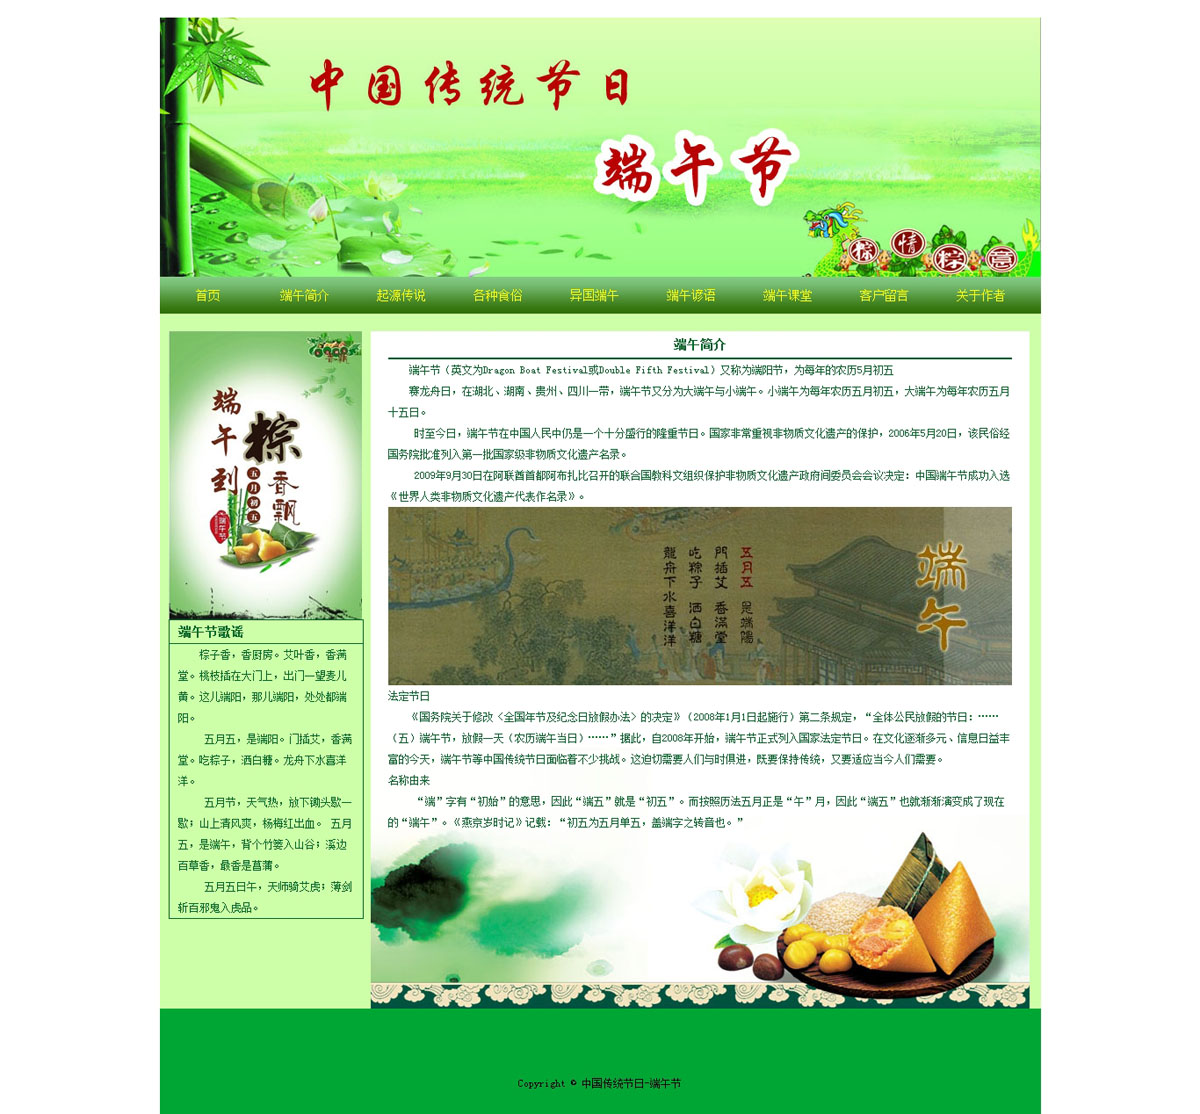 中国传统节日
端午节
粽情粽意
首页 端午简介 起源传说 各种食俗 异国端午 端午谚语 端午课堂 客户留言 关于作者
端午到
粽香飘
五月初五
端午节
端午节歌谣
粽子香，香厨房。艾叶香，香满
堂。桃枝插在大门上，出门一望麦儿
黄。这儿端阳，那儿端阳，处处都端
阳。
五月五，是端阳。门插艾，香满
堂。吃粽子，洒白糖。龙舟下水喜洋
洋。
五月节，天气热，放下锄头歇一
歇；山上清风爽，杨梅红出血。 五月
五，是端午，背个竹篓入山谷；溪边
百草香，最香是菖蒲。
五月五日午，天师骑艾虎；薄剑
斩百邪鬼入虎品。
端午简介
端午节（英文为Dragon Boat Festival或Double Fifth Festival）又称为端阳节，为每年的农历5月初五
赛龙舟日，在湖北、湖南、贵州、四川一带，端午节又分为大端午与小端午。小端午为每年农历五月初五，大端午为每年农历五月
十五日。
时至今日，端午节在中国人民中仍是一个十分盛行的隆重节日。国家非常重视非物质文化遗产的保护，2006年5月20日，该民俗经
国务院批准列入第一批国家级非物质文化遗产名录。
2009年9月30日在阿联酋首都阿布扎比召开的联合国教科文组织保护非物质文化遗产政府间委员会会议决定：中国端午节成功入选
《世界人类非物质文化遗产代表作名录》。
五月五 是端陽
門插艾 香滿堂
吃粽子 洒白糖
龍舟下水喜洋洋
端午
法定节日
《国务院关于修改〈全国年节及纪念日放假办法〉的决定》（2008年1月1日起施行）第二条规定，“全体公民放假的节日：……
（五）端午节，放假一天（农历端午当日）……”据此，自2008年开始，端午节正式列入国家法定节日。在文化逐渐多元、信息日益丰
富的今天，端午节等中国传统节日面临着不少挑战。这迫切需要人们与时俱进，既要保持传统，又要适应当今人们需要。
名称由来
“端”字有“初始”的意思，因此“端五”就是“初五”。而按照历法五月正是“午”月，因此“端五”也就渐渐演变成了现在
的“端午”。《燕京岁时记》记载：“初五为五月单五，盖端字之转音也。”
Copyright © 中国传统节日-端午节